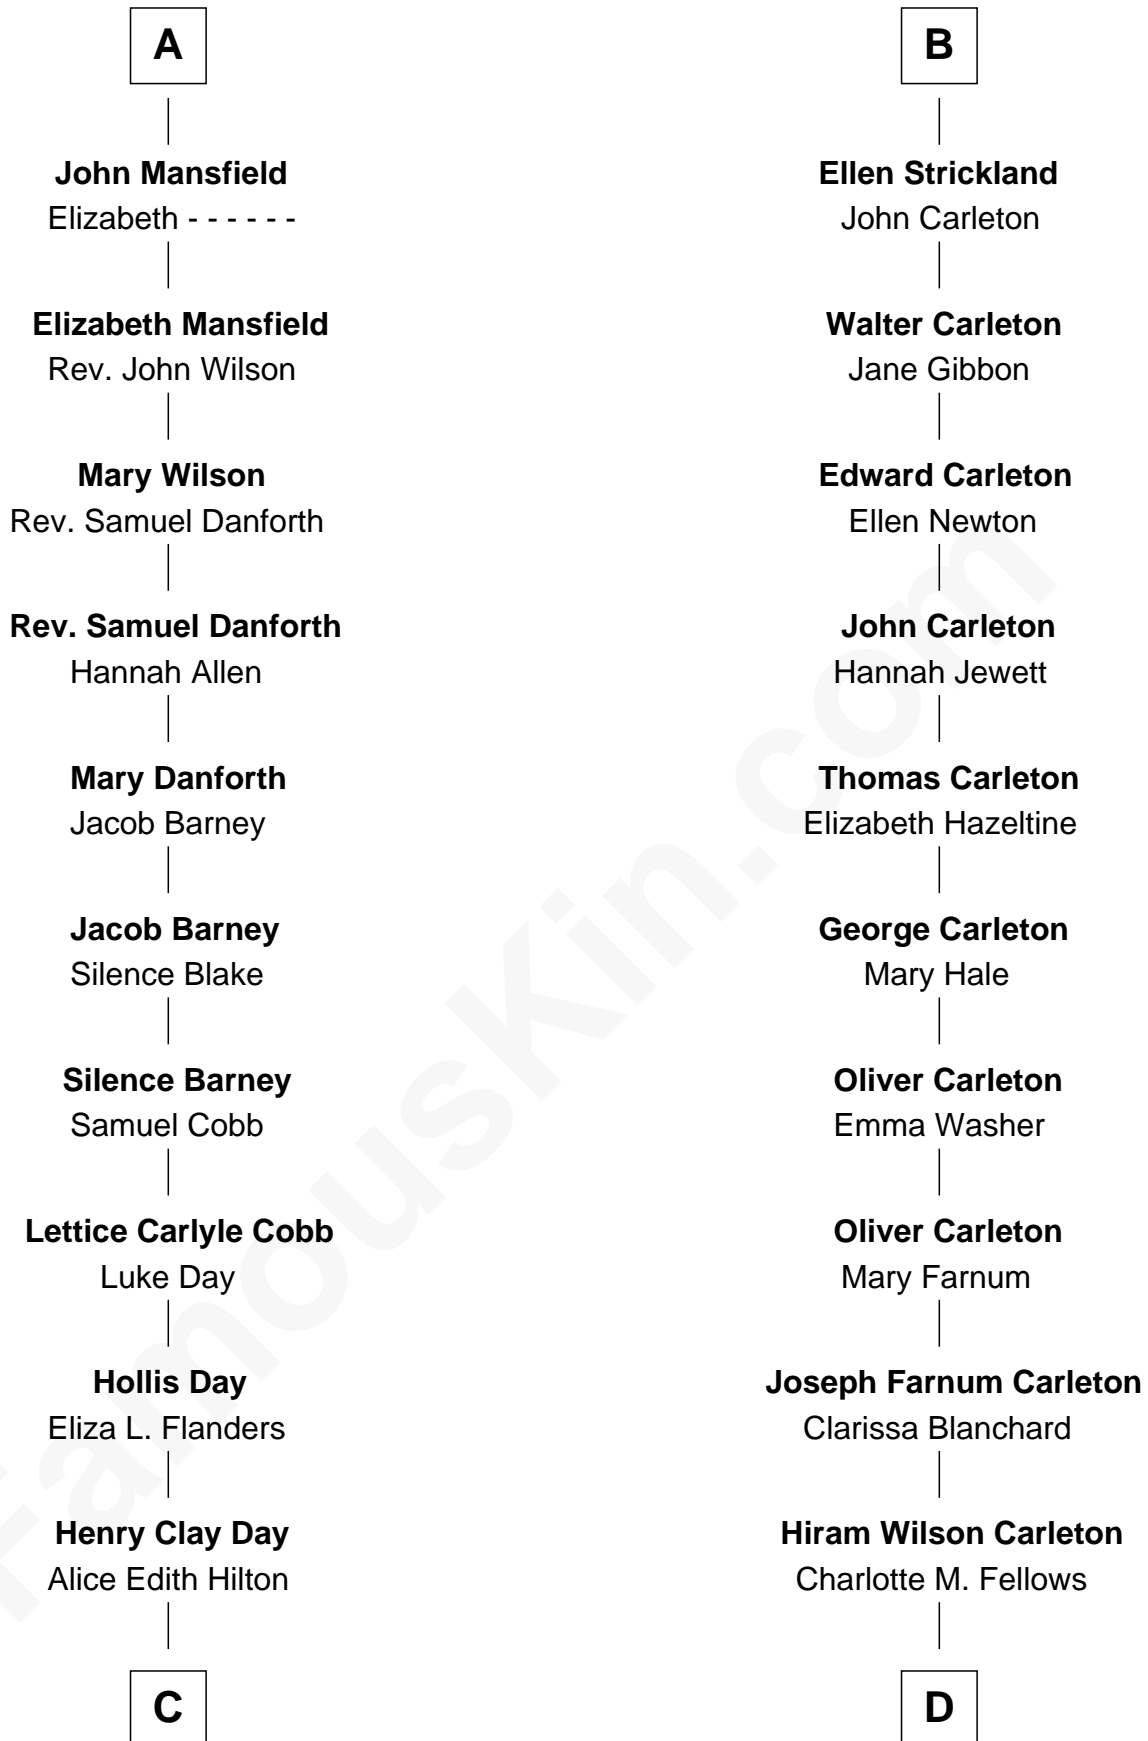 A
John Mansfield
Elizabeth - - - - - -
Elizabeth Mansfield
Rev. John Wilson
Mary Wilson
Rev. Samuel Danforth
Rev. Samuel Danforth
Hannah Allen
Mary Danforth
Jacob Barney
Jacob Barney
Silence Blake
Silence Barney
Samuel Cobb
Lettice Carlyle Cobb
Luke Day
Hollis Day
Eliza L. Flanders
Henry Clay Day
Alice Edith Hilton
C
B
Ellen Strickland
John Carleton
Walter Carleton
Jane Gibbon
Edward Carleton
Ellen Newton
John Carleton
Hannah Jewett
Thomas Carleton
Elizabeth Hazeltine
George Carleton
Mary Hale
Oliver Carleton
Emma Washer
Oliver Carleton
Mary Farnum
Joseph Farnum Carleton
Clarissa Blanchard
Hiram Wilson Carleton
Charlotte M. Fellows
D
FamousKin.com